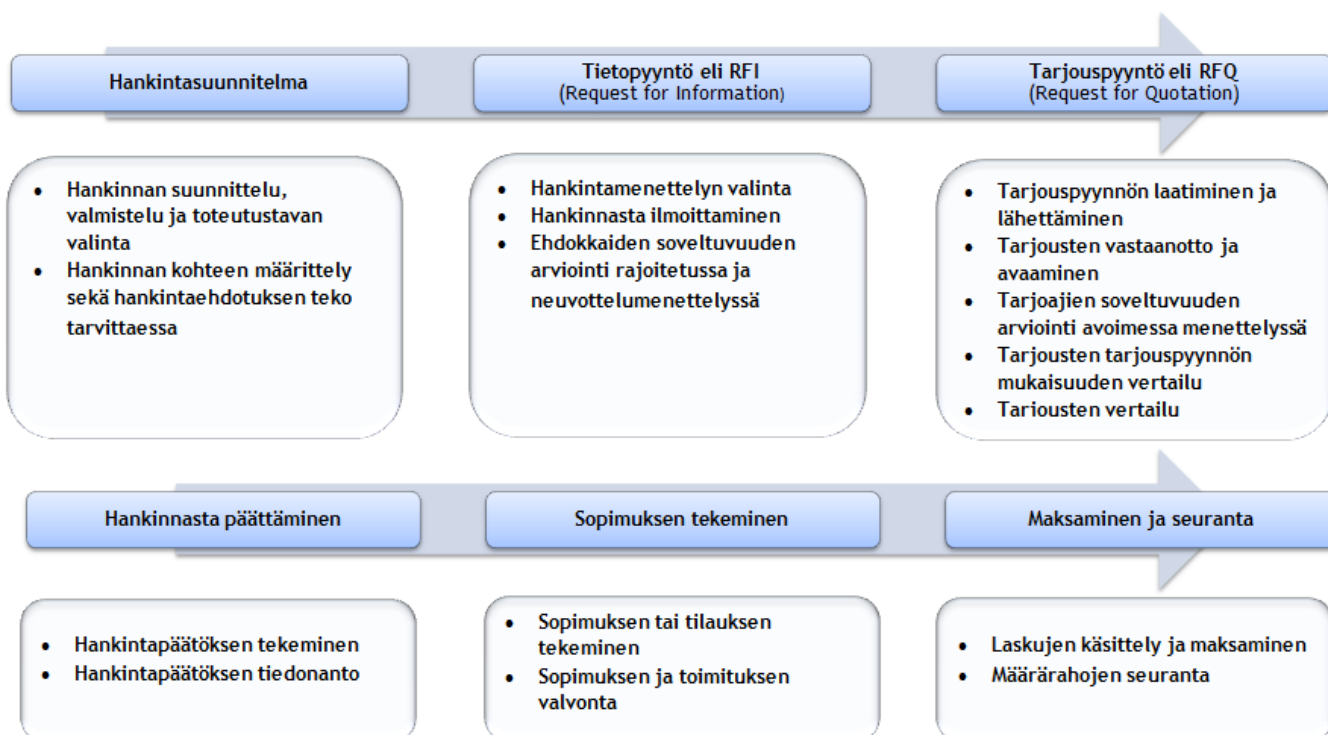 Hankintasuunnitelma
Tietopyyntö eli RFI
(Request for Information)
Tarjouspyyntö eli RFQ
(Request for Quotation)
• Hankinnan suunnittelu,
valmistelu ja toteutustavan
valinta
• Hankinnan kohteen määrittely
sekä hankintaehdotuksen teko
tarvittaessa
• Hankintamenettelyn valinta
• Hankinnasta ilmoittaminen
• Ehdokkaiden soveltuvuuden
arviointi rajoitetussa ja
neuvottelumenettelyssä
• Tarjouspyynnön laatiminen ja
lähettäminen
• Tarjousten vastaanotto ja
avaaminen
• Tarjoajien soveltuvuuden
arviointi avoimessa menettelyssä
• Tarjousten tarjouspyynnön
mukaisuuden vertailu
• Tarjousten vertailu
Hankinnasta päättäminen
Sopimuksen tekeminen
Maksaminen ja seuranta
• Hankintapäätöksen tekeminen
• Hankintapäätöksen tiedonanto
• Sopimuksen tai tilauksen
tekeminen
• Sopimuksen ja toimituksen
valvonta
• Laskujen käsittely ja maksaminen
• Määrärahojen seuranta